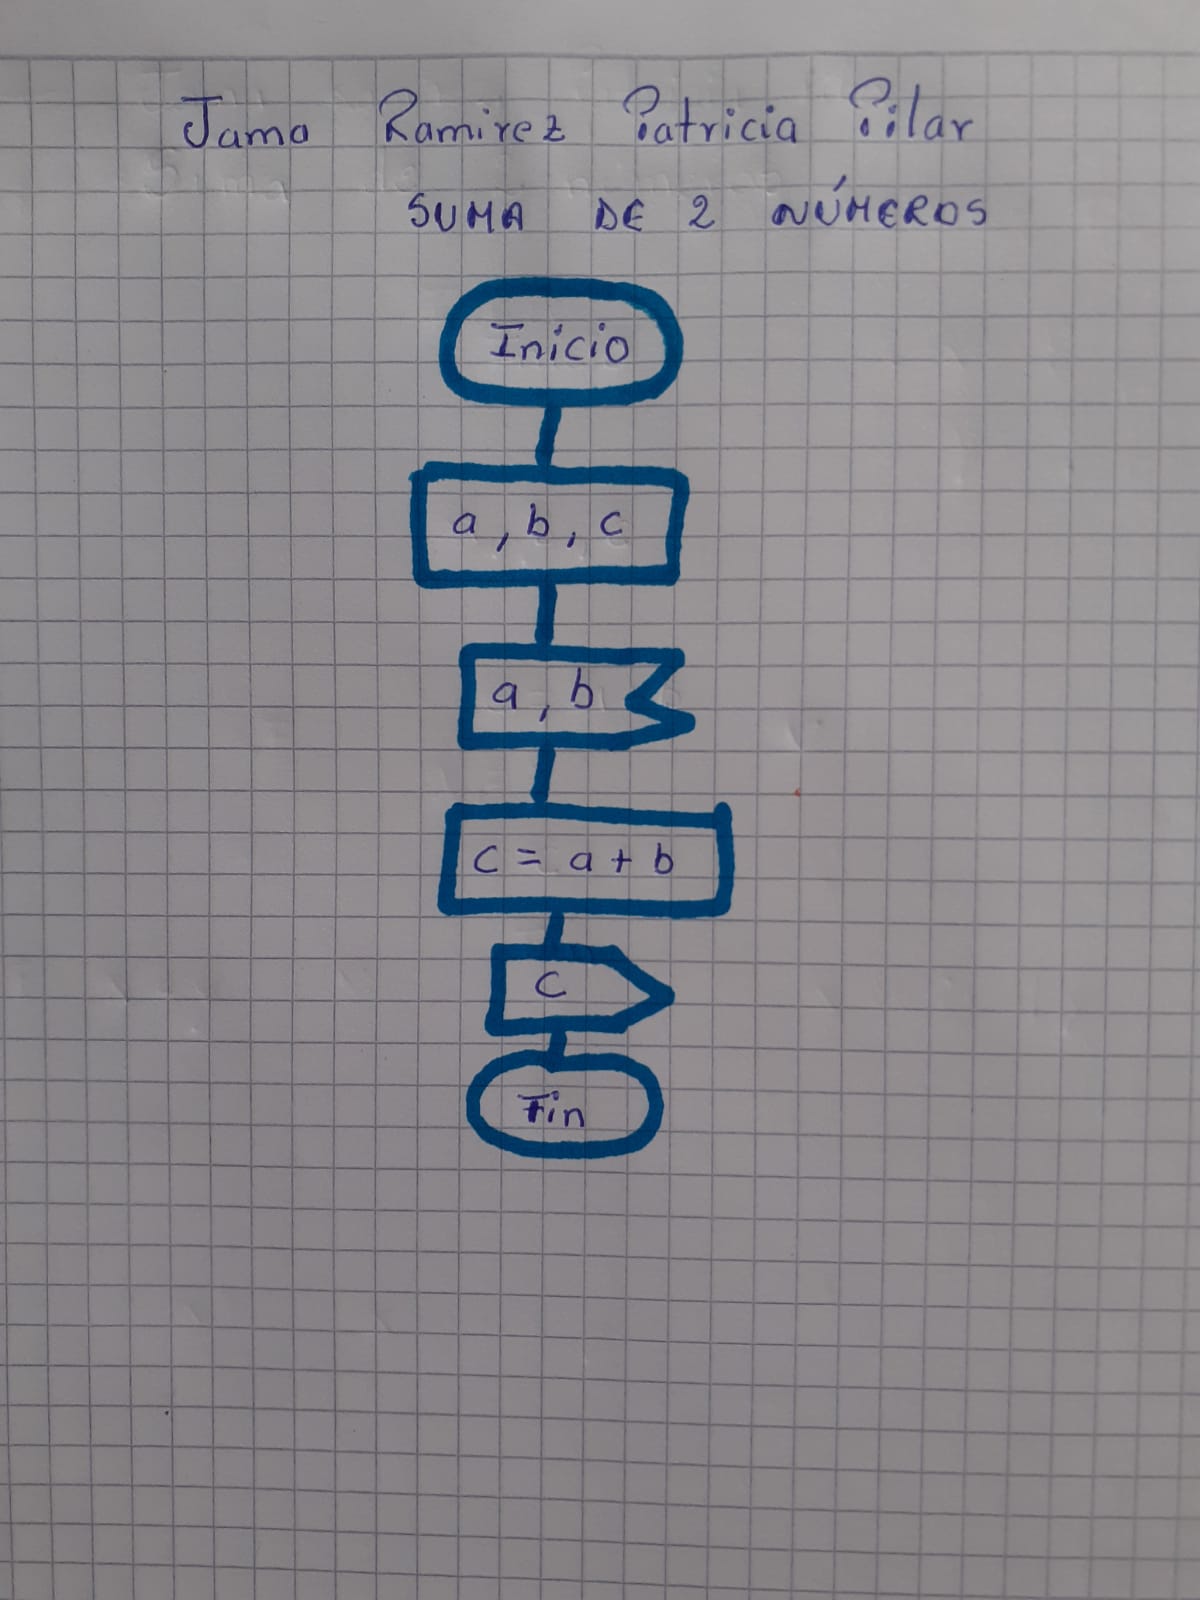 Jama Ramirez Patricia Pilar
SUMA DE 2 NÚMEROS
Inicio
a, b, c
a, b
c = a + b
c
Fin